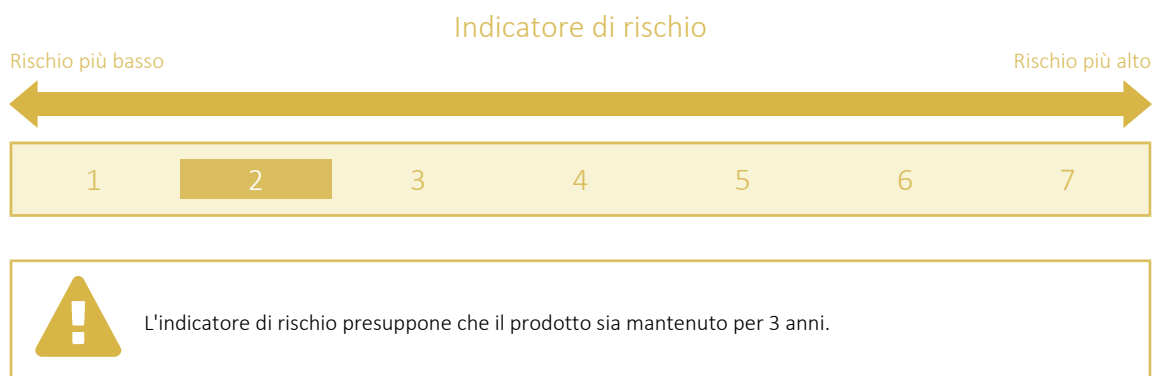 Indicatore di rischio
Rischio più basso
Rischio più alto
1 2 3 4 5 6 7
L'indicatore di rischio presuppone che il prodotto sia mantenuto per 3 anni.